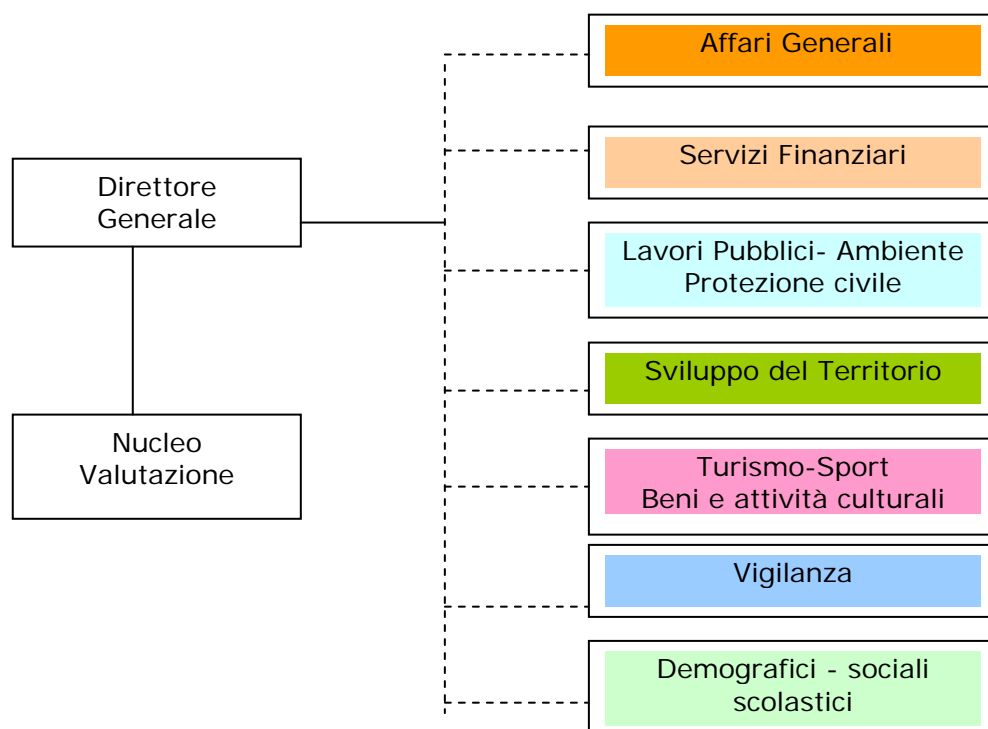 Affari Generali
Servizi Finanziari
Direttore
Generale
Lavori Pubblici- Ambiente
Protezione civile
Sviluppo del Territorio
Nucleo
Valutazione
Turismo-Sport
Beni e attività culturali
Vigilanza
Demografici - sociali
scolastici